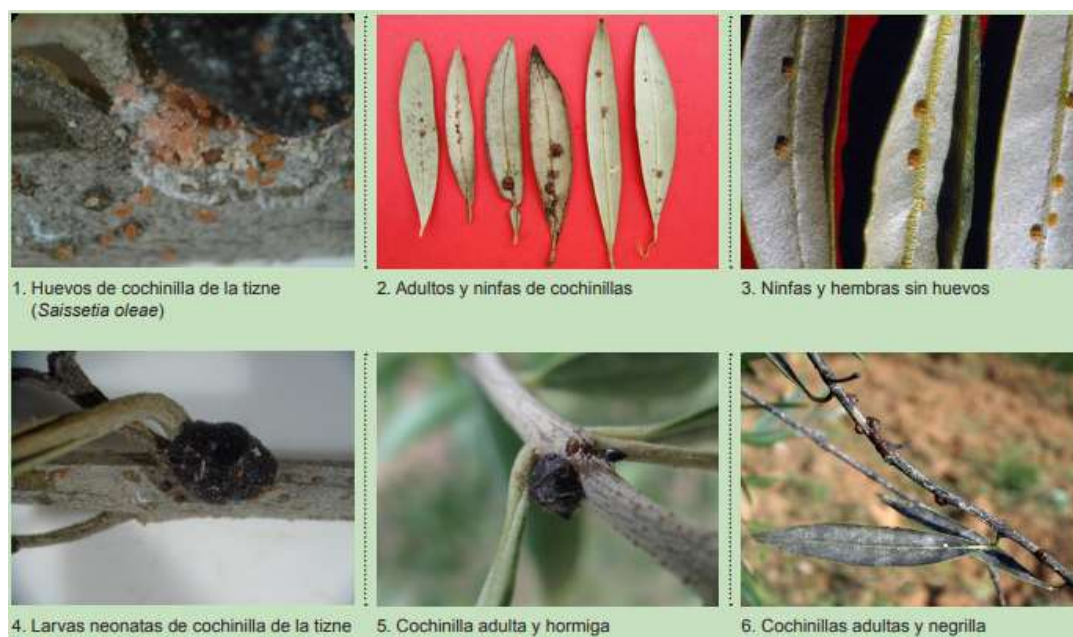 1. Huevos de cochinilla de la tizne
(Saissetia oleae)
2. Adultos y ninfas de cochinillas
3. Ninfas y hembras sin huevos
4. Larvas neonatas de cochinilla de la tizne
5. Cochinilla adulta y hormiga
6. Cochinillas adultas y negrilla